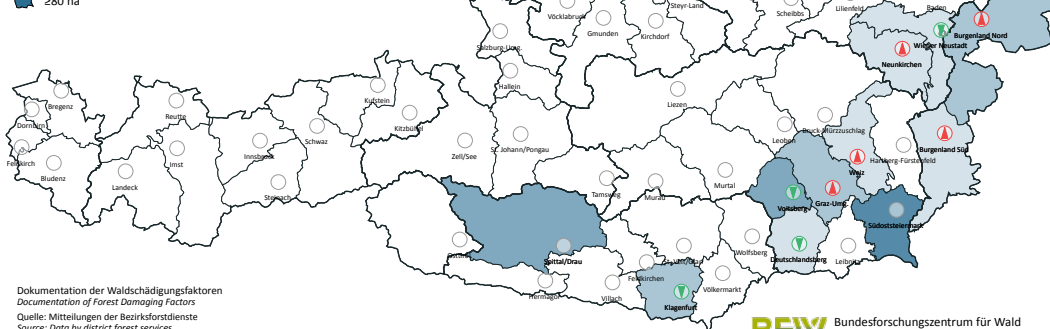 ≥80 ha
Vöcklabruck
Gmunden
Steyr-Land
Kirchdorf
Scheibbs
Lilienfeld
Baden
Burgenland Nord
Wiener Neustadt
Neunkirchen
Salzburg-Umg.
Hallein
Bregenz
Dornbirn
Feldkirch
Bludenz
Reutte
Imst
Landeck
Innsbruck
Steinach
Schwaz
Kufstein
Kitzbühel
Zell/See
St. Johann/Pongau
Liezen
Leoben
Bruck-Mürzzuschlag
Hartberg-Fürstenfeld
Burgenland Süd
Weiz
Tamsweg
Murau
Murtal
Voitsberg
Graz-Umg.
Südoststeiermark
Deutschlandsberg
Leibnitz
Wolfsberg
Spittal/Drau
Hermagor
Villach
Feldkirchen
Klagenfurt
Völkermarkt
Dokumentation der Waldschädigungsfaktoren
Documentation of Forest Damaging Factors
Quelle: Mitteilungen der Bezirksforstdienste
Source: Data by district forest services
BFW Bundesforschungszentrum für Wald